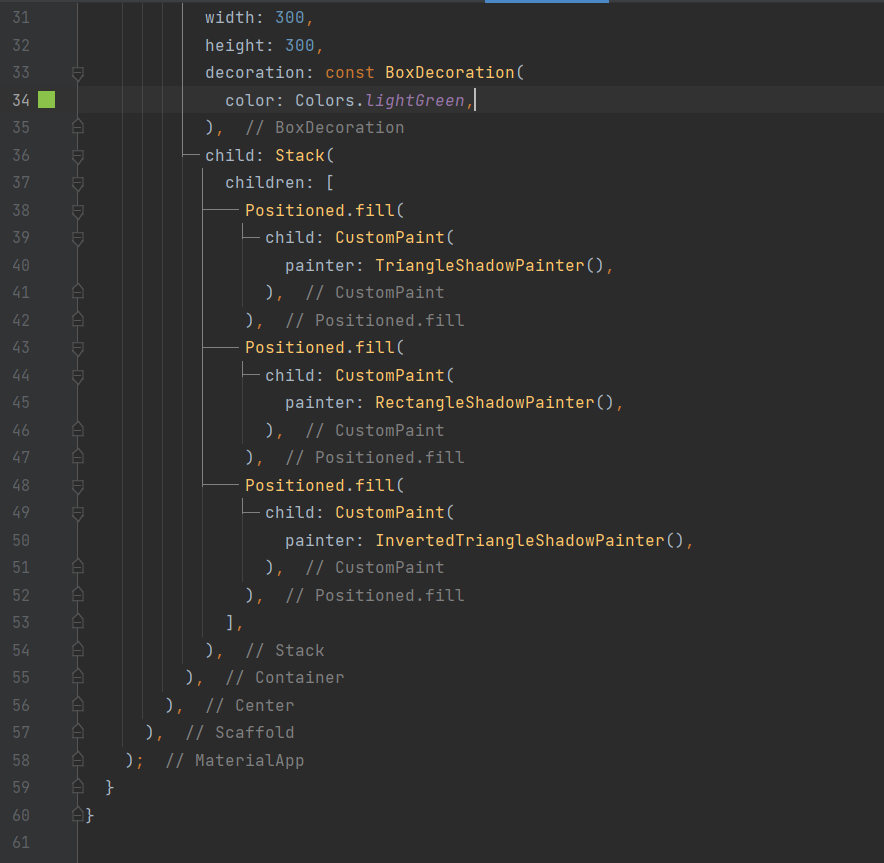 31 width: 300,
32 height: 300,
33 decoration: const BoxDecoration(
34 color: Colors.lightGreen,
35 ), // BoxDecoration
36 child: Stack(
37 children: [
38 Positioned.fill(
39 child: CustomPaint(
40 painter: TriangleShadowPainter(),
41 ), // CustomPaint
42 ), // Positioned.fill
43 Positioned.fill(
44 child: CustomPaint(
45 painter: RectangleShadowPainter(),
46 ), // CustomPaint
47 ), // Positioned.fill
48 Positioned.fill(
49 child: CustomPaint(
50 painter: InvertedTriangleShadowPainter(),
51 ), // CustomPaint
52 ), // Positioned.fill
53 ],
54 ), // Stack
55 ), // Container
56 ), // Center
57 ), // Scaffold
58 ); // MaterialApp
59 }
60 }
61